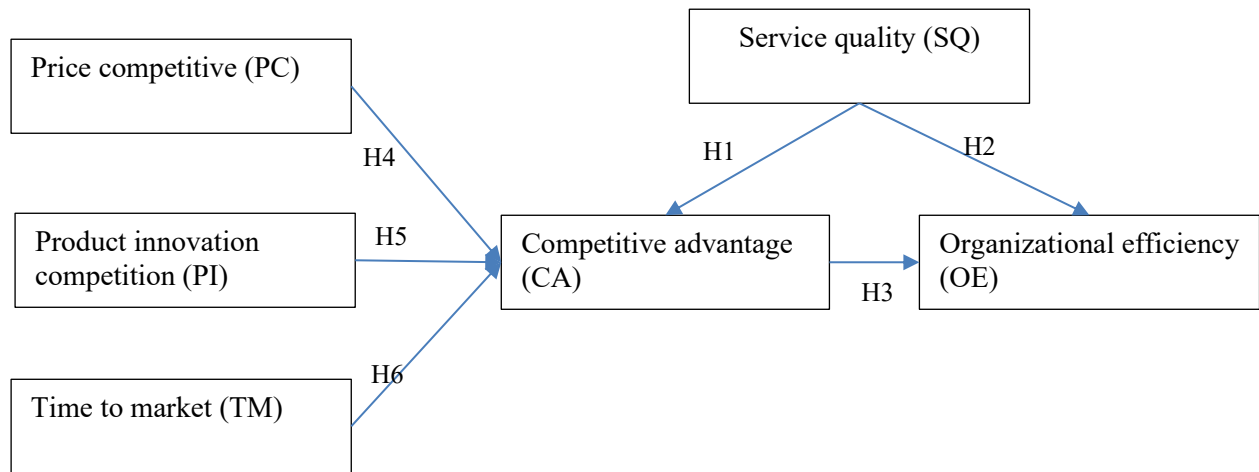 Service quality (SQ)
Price competitive (PC)
H1
H2
H4
Product innovation
competition (PI)
H5
Competitive advantage
(CA)
Organizational efficiency
(OE)
H3
H6
Time to market (TM)